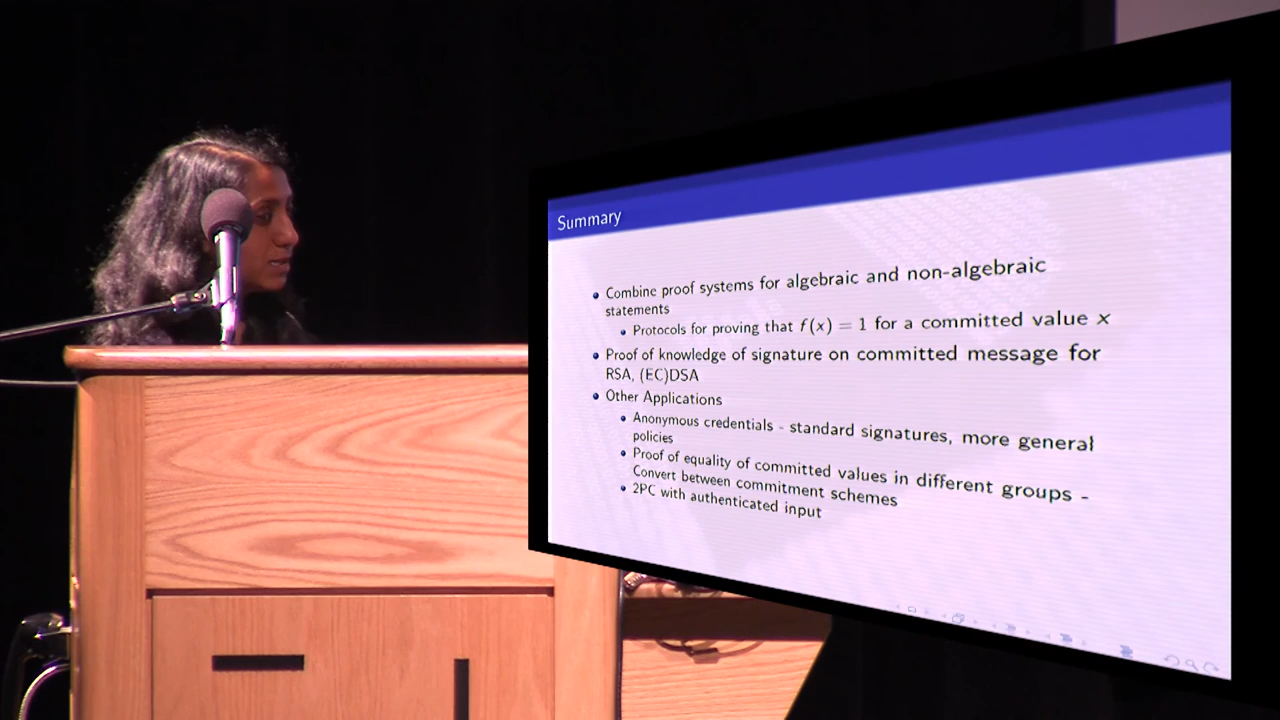 Summary
Combine proof systems for algebraic and non-algebraic
statements
Protocols for proving that f(x) = 1 for a committed value x
Proof of knowledge of signature on committed message for
RSA, (EC)DSA
Other Applications
Anonymous credentials - standard signatures, more general
policies
Proof of equality of committed values in different groups -
Convert between commitment schemes
2PC with authenticated input